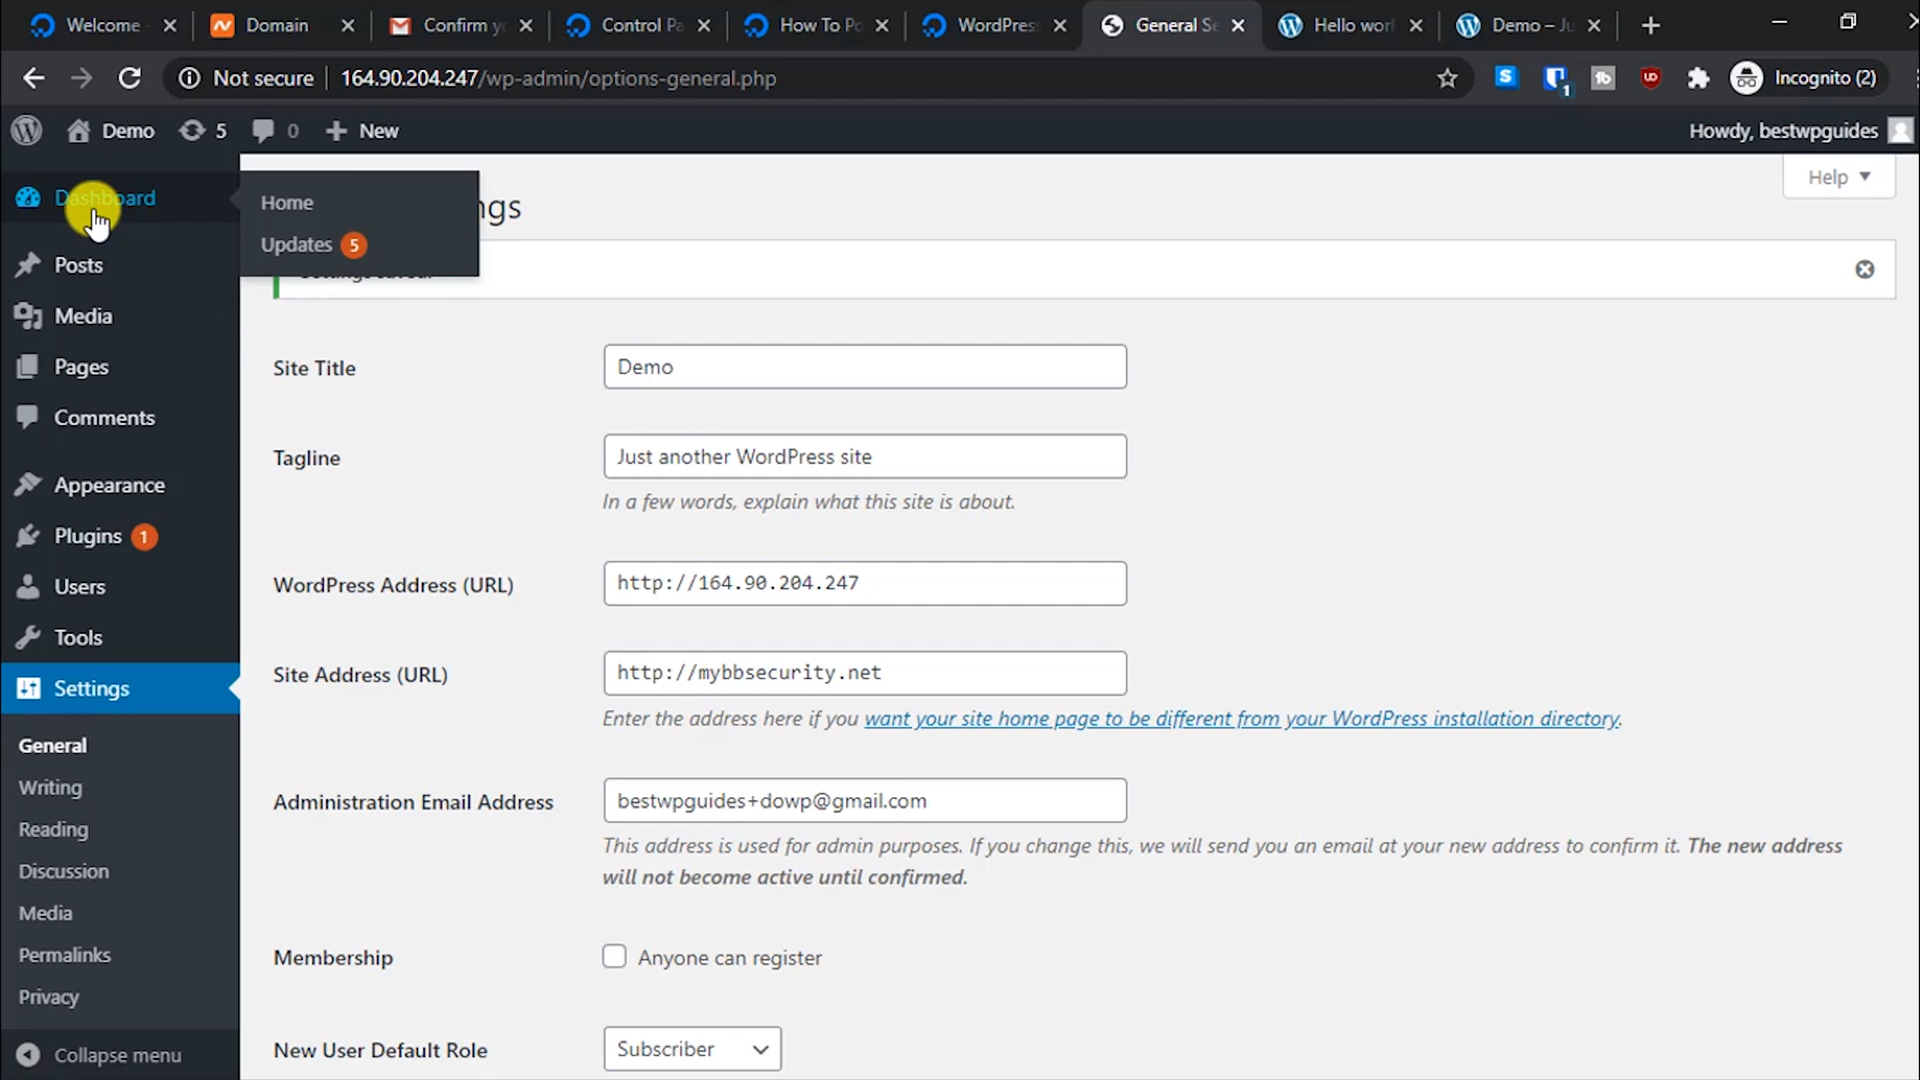 Welcome
Domain
Confirm y
Control Pa
How To Po
WordPress
General Se
Hello worl
Demo – Ju
Not secure
164.90.204.247/wp-admin/options-general.php
Incognito (2)
Demo
5
0
New
Howdy, bestwpguides
Dashboard
Home
Updates 5
ngs
Help
Posts
Media
Pages
Comments
Appearance
Plugins 1
Users
Tools
Settings
General
Writing
Reading
Discussion
Media
Permalinks
Privacy
Collapse menu
Site Title
Demo
Tagline
Just another WordPress site
In a few words, explain what this site is about.
WordPress Address (URL)
http://164.90.204.247
Site Address (URL)
http://mybbsecurity.net
Enter the address here if you want your site home page to be different from your WordPress installation directory.
Administration Email Address
bestwpguides+dowp@gmail.com
This address is used for admin purposes. If you change this, we will send you an email at your new address to confirm it. The new address
will not become active until confirmed.
Membership
Anyone can register
New User Default Role
Subscriber